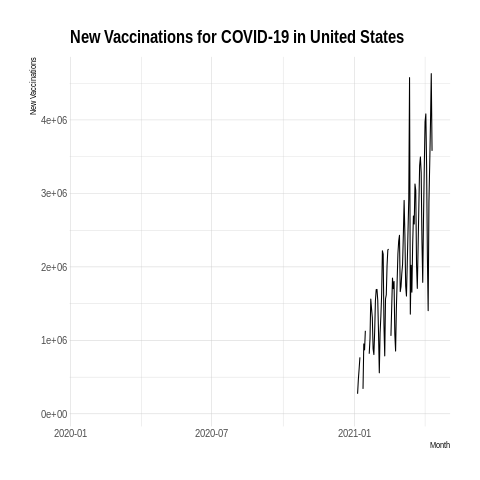 New Vaccinations for COVID-19 in United States
New Vaccinations
4e+06
3e+06
2e+06
1e+06
0e+00
2020-01
2020-07
2021-01
Month